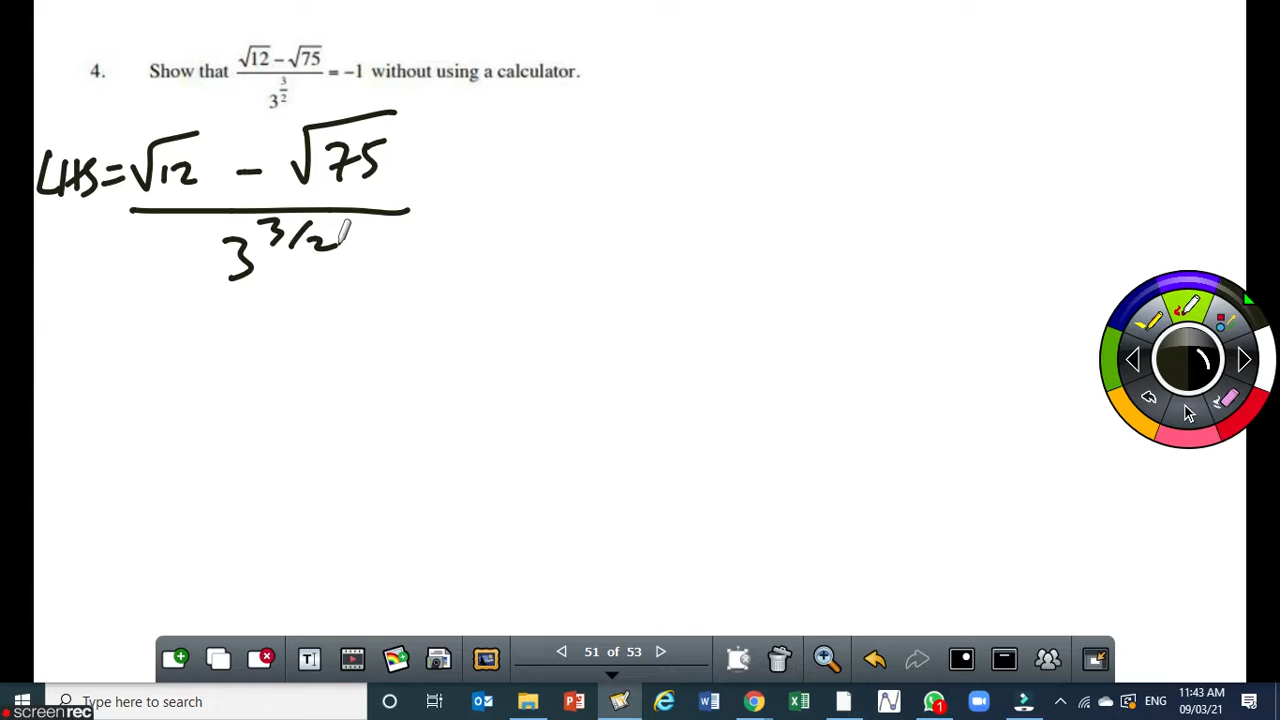 4. Show that (√12 − √75) / 3^(3/2) = −1 without using a calculator.
LHS = √12 − √75
3^3/2
51 of 53
Type here to search
1
ENG
11:43 AM
09/03/21
screenrec